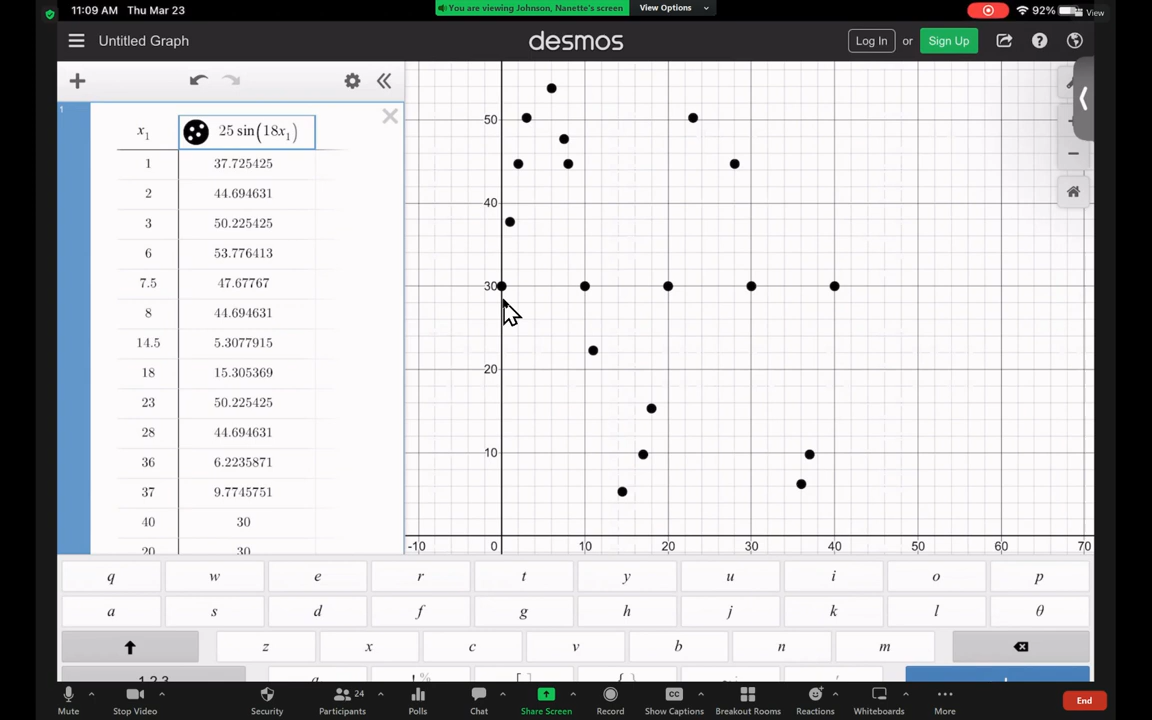 11:09 AM Thu Mar 23
You are viewing Johnson, Nanette's screen
View Options
92%
View
Untitled Graph
desmos
Log In or Sign Up
1
x₁ 25 sin(18x₁)
1 37.725425
2 44.694631
3 50.225425
6 53.776413
7.5 47.67767
8 44.694631
14.5 5.3077915
18 15.305369
23 50.225425
28 44.694631
36 6.2235871
37 9.7745751
40 30
20 30
50
40
30
20
10
-10 0 10 20 30 40 50 60 70
q w e r t y u i o p
a s d f g h j k l θ
z x c v b n m
Mute Stop Video Security Participants 24 Polls Chat Share Screen Record Show Captions Breakout Rooms Reactions Whiteboards More End